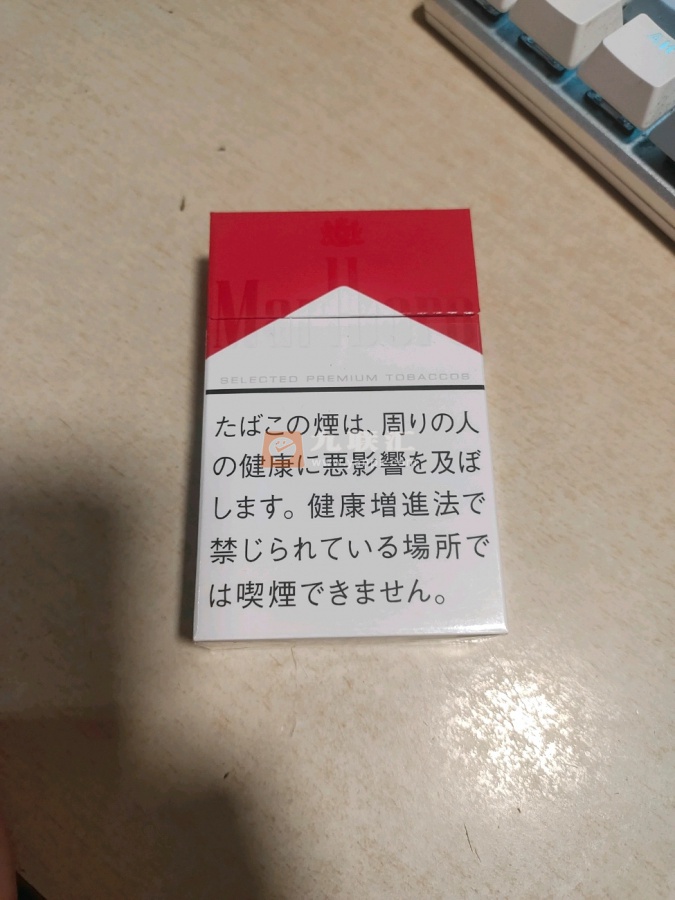 Marlboro
SELECTED PREMIUM TOBACCOS
たばこの煙は、周りの人
の健康に悪影響を及ぼ
します。健康増進法で
禁じられている場所で
は喫煙できません。